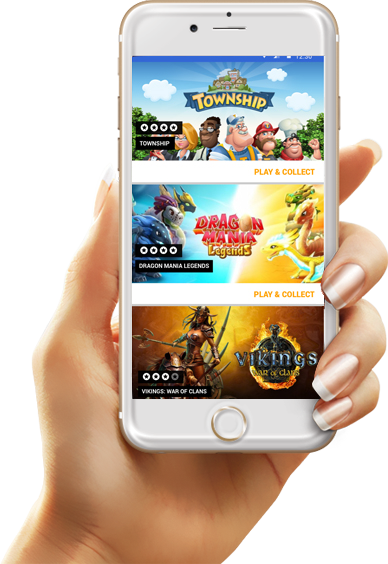 12:30
TOWNSHIP
TOWNSHIP
PLAY & COLLECT
DRAGON
MANIA
Legends
DRAGON MANIA LEGENDS
PLAY & COLLECT
VIKINGS
WAR OF CLANS
VIKINGS: WAR OF CLANS